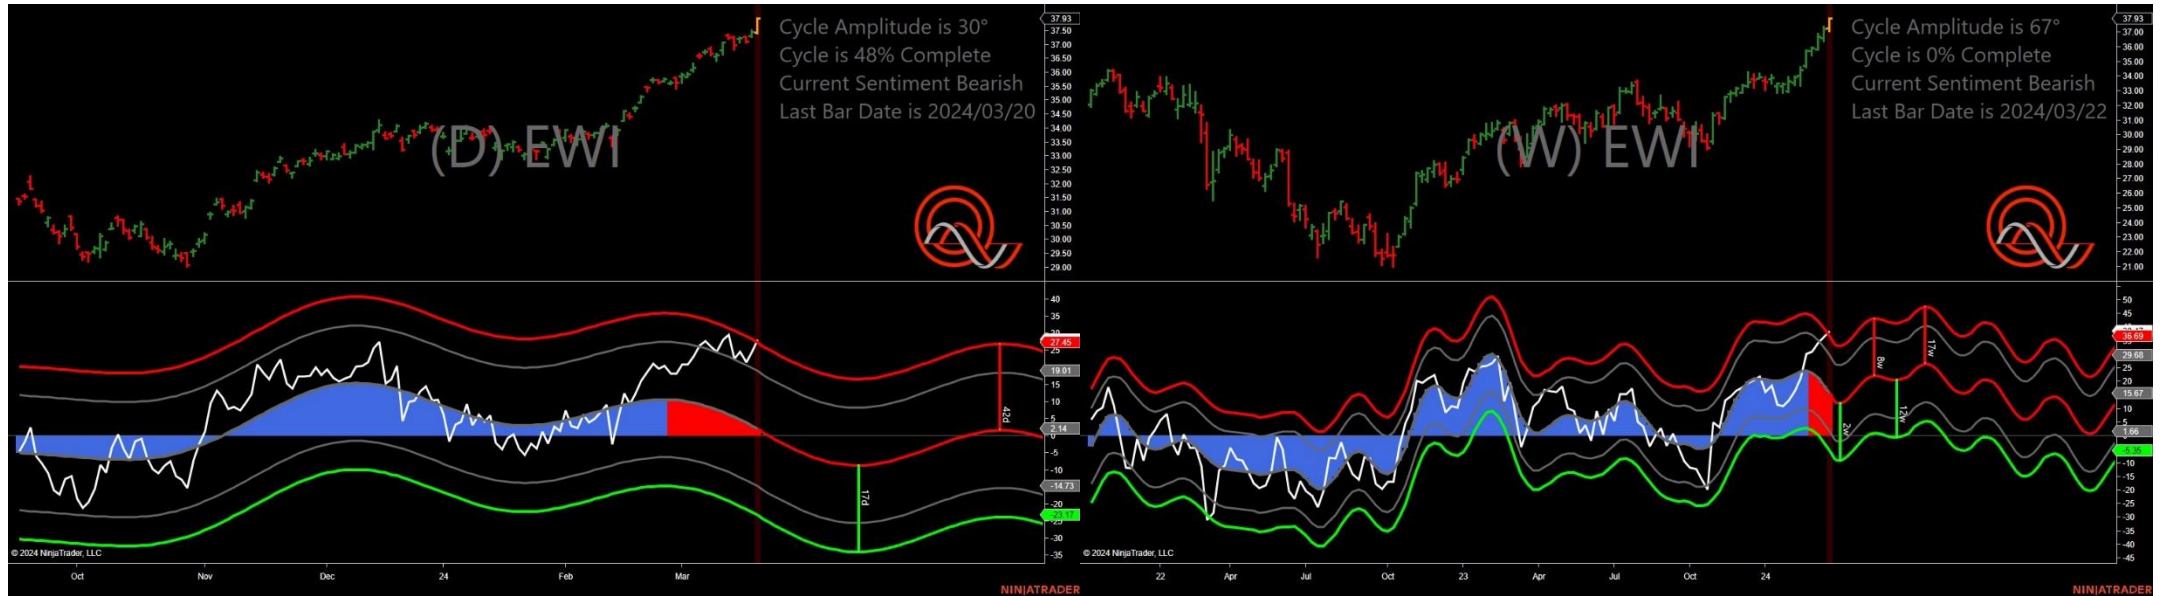 Cycle Amplitude is 30°
Cycle is 48% Complete
Current Sentiment Bearish
Last Bar Date is 2024/03/20
(D) EWI
37.93
37.50
36.50
36.00
35.50
35.00
34.50
34.00
33.50
33.00
32.50
32.00
31.50
31.00
30.50
30.00
29.50
29.00
40
35
27.45
25
19.01
15
10
5
2.14
0
-5
-10
-14.73
-23.17
-30
-35
42d
17d
© 2024 NinjaTrader, LLC
Oct
Nov
Dec
24
Feb
Mar
NINJATRADER
Cycle Amplitude is 67°
Cycle is 0% Complete
Current Sentiment Bearish
Last Bar Date is 2024/03/22
(W) EWI
37.93
37.00
36.00
35.00
34.00
33.00
32.00
31.00
30.00
29.00
28.00
27.00
26.00
25.00
24.00
23.00
22.00
21.00
50
45
36.69
29.68
25
20
15.67
10
5
1.66
-5.35
-10
-15
-20
-25
-30
-35
-40
-45
8w
17w
2w
12w
© 2024 NinjaTrader, LLC
22
Apr
Jul
Oct
23
Apr
Jul
Oct
24
NINJATRADER